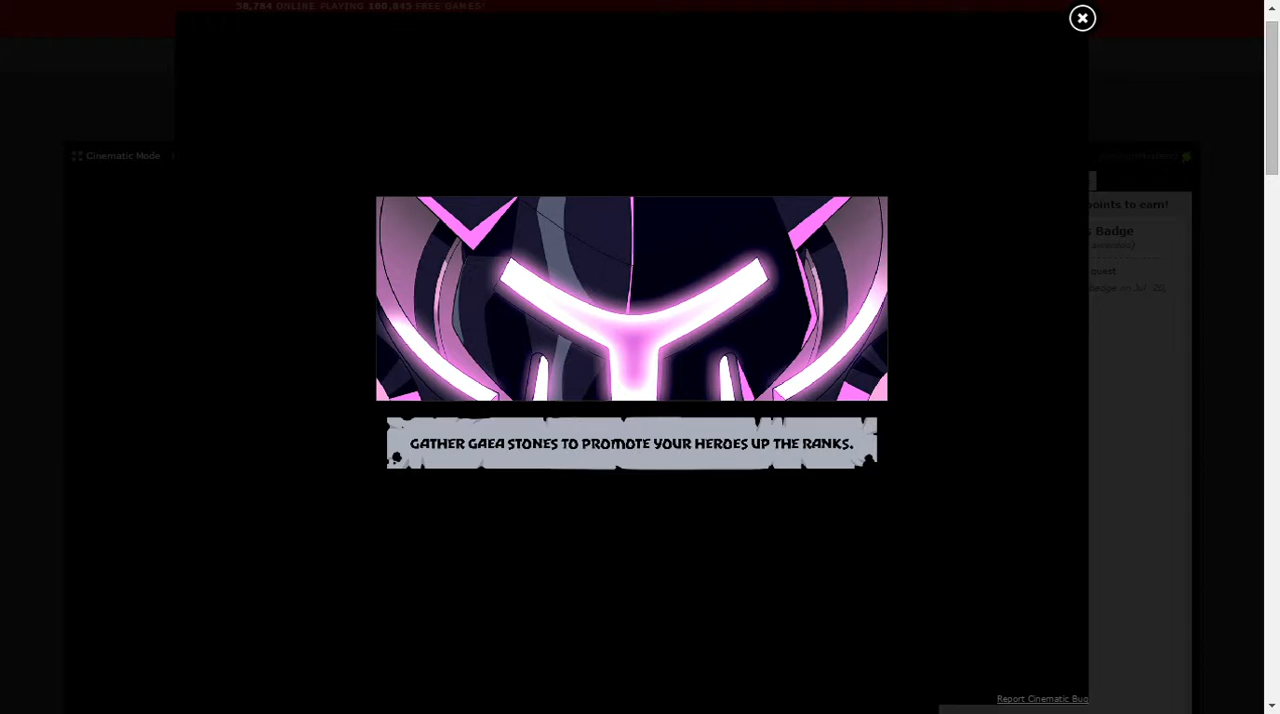 58,784 ONLINE PLAYING 100,845 FREE GAMES!
Cinematic Mode
points to earn!
s Badge
GATHER GAEA STONES TO PROMOTE YOUR HEROES UP THE RANKS.
Report Cinematic Bug